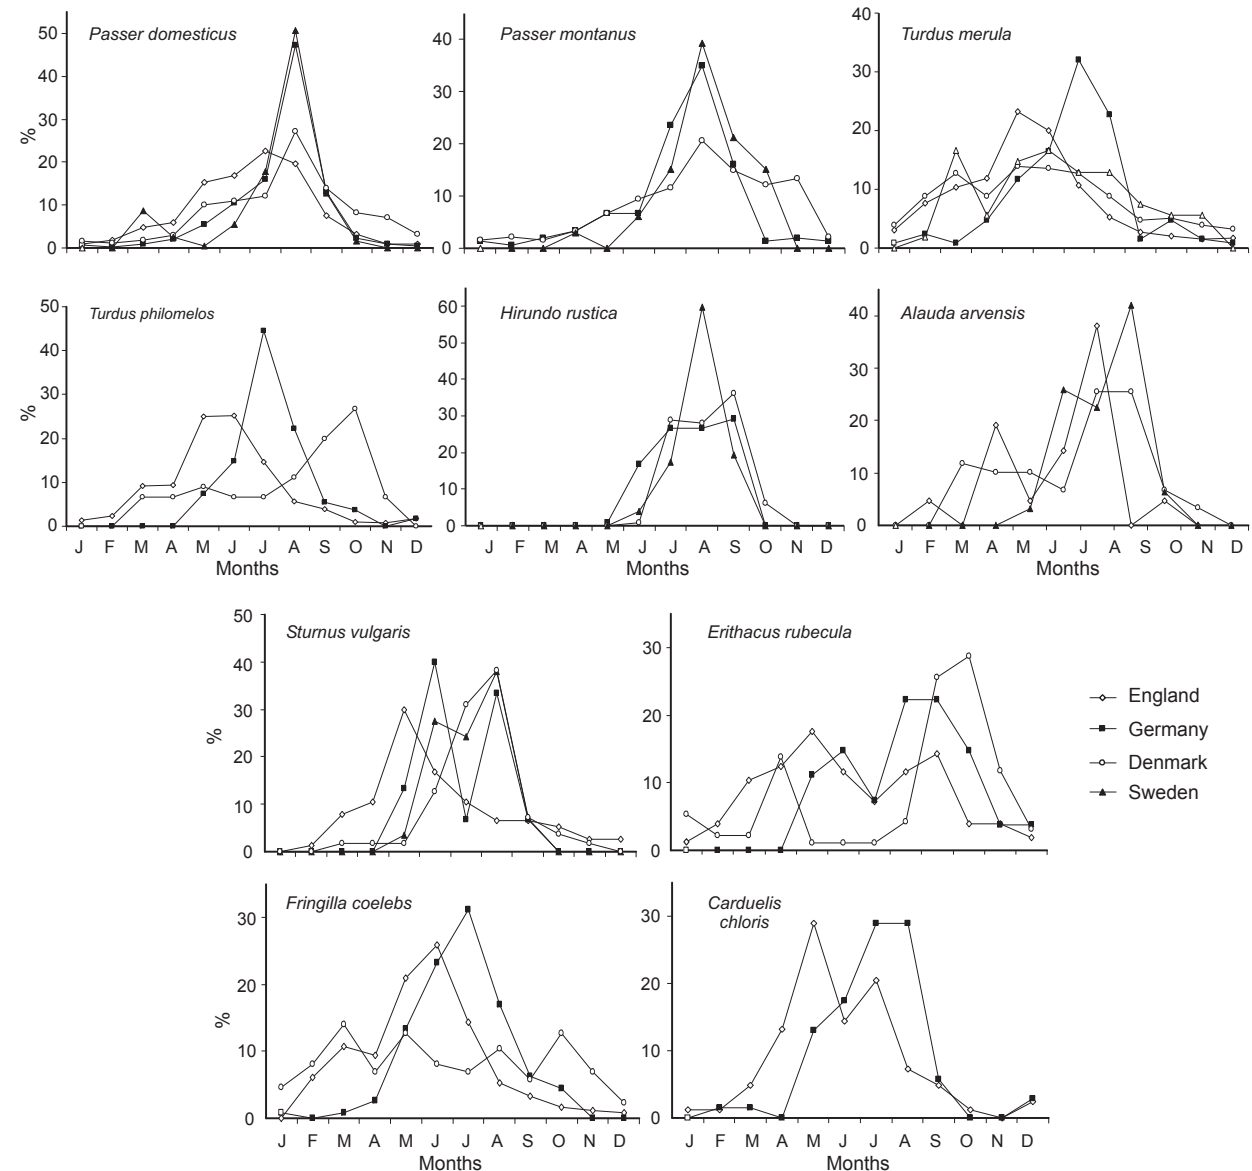 Passer domesticus
50
40
30
20
10
0
%
Passer montanus
40
30
20
10
0
Turdus merula
40
30
20
10
0
Turdus philomelos
50
40
30
20
10
0
%
J F M A M J J A S O N D
Months
Hirundo rustica
60
50
40
30
20
10
0
J F M A M J J A S O N D
Months
Alauda arvensis
40
30
20
10
0
J F M A M J J A S O N D
Months
Sturnus vulgaris
50
40
30
20
10
0
%
Erithacus rubecula
30
20
10
0
England
Germany
Denmark
Sweden
Fringilla coelebs
30
20
10
0
%
J F M A M J J A S O N D
Months
Carduelis
chloris
30
20
10
0
J F M A M J J A S O N D
Months